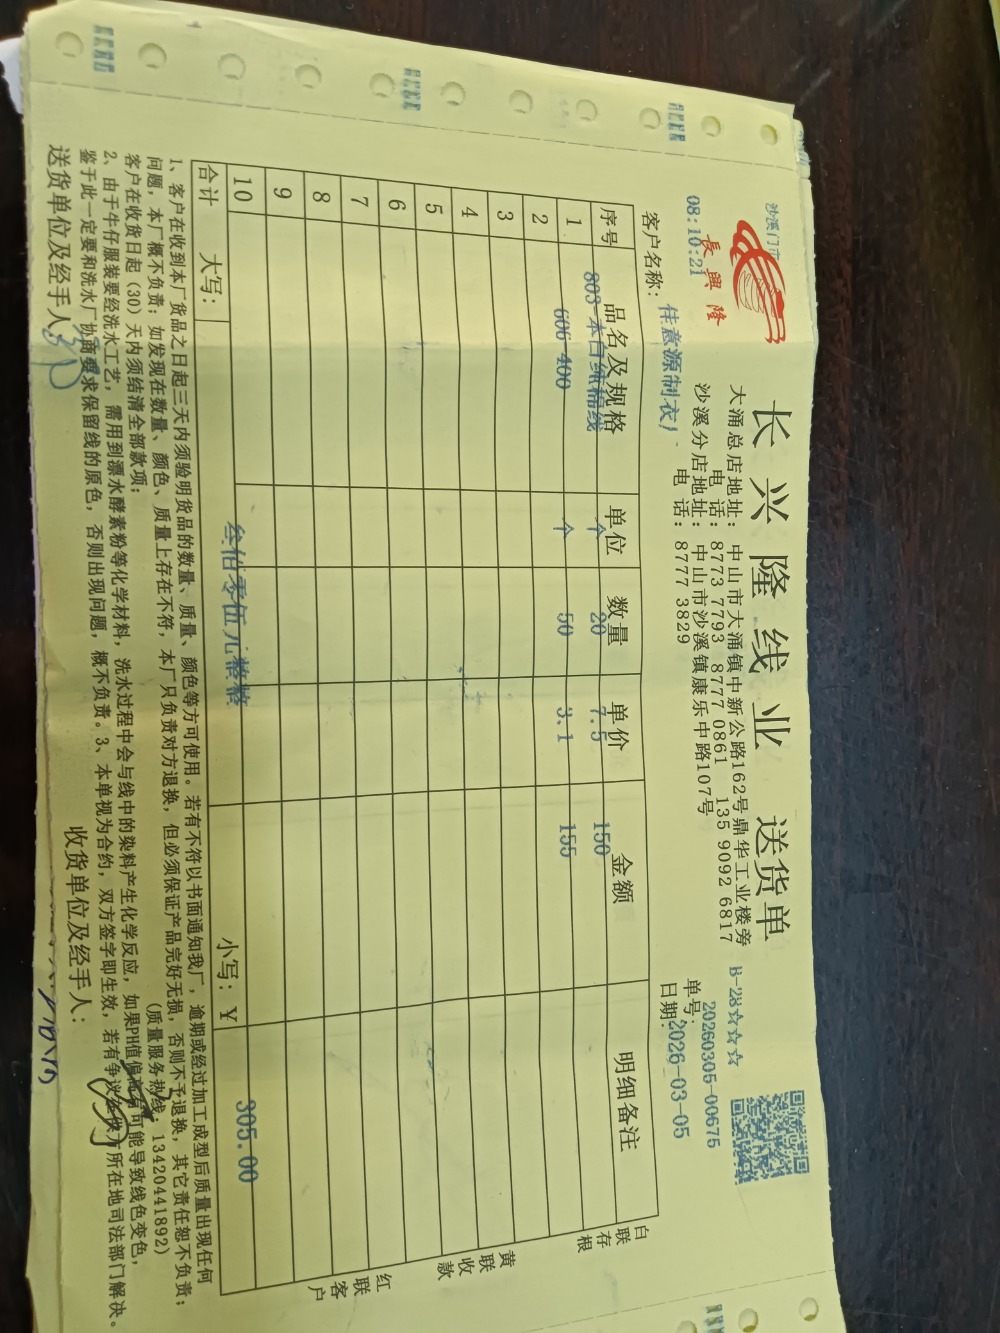 沙溪门市
08:10:21
長興隆
长兴隆线业 送货单
大涌总店地址: 中山市大涌镇中新公路162号鼎华工业楼旁
电 话: 8773 7793 8777 0861 135 9092 6817
沙溪分店地址: 中山市沙溪镇康乐中路107号
电 话: 8777 3829
B-28☆☆☆
单号: 20260305-00675
客户名称: 佳意源制衣厂
日期: 2026-03-05
序号 品名及规格 单位 数量 单价 金额 明细备注
803-本白纯棉线 个 20 7.5 150
1 606-400 个 50 3.1 155
2
3
4
5
6
7
8
9
10
合计 大写: 叁佰零伍元整 小写: ¥ 305.00
1、客户在收到本厂货品之日起三天内须验明货品的数量、质量、颜色等方可使用。若有不符以书面通知我厂,逾期或经过加工成型后质量出现任何
问题,本厂概不负责;如发现在数量、颜色、质量上存在不符,本厂只负责对方退换,但必须保证产品完好无损,否则不予退换,其它责任恕不负责;
客户在收货日起(30)天内须结清全部款项; (质量服务热线:13420441892)
2、由于牛仔服装要经洗水工艺,需用到漂水酵素粉等化学材料,洗水过程中会与线中的染料产生化学反应,如果PH值偏高有可能导致线色变色,
鉴于此一定要和洗水厂协商要求保留线的原色,否则出现问题,概不负责。3、本单视为合约,双方签字即生效,若有争议在供方所在地司法部门解决。
送货单位及经手人: 收货单位及经手人:
白联存根
黄联收款
红联客户